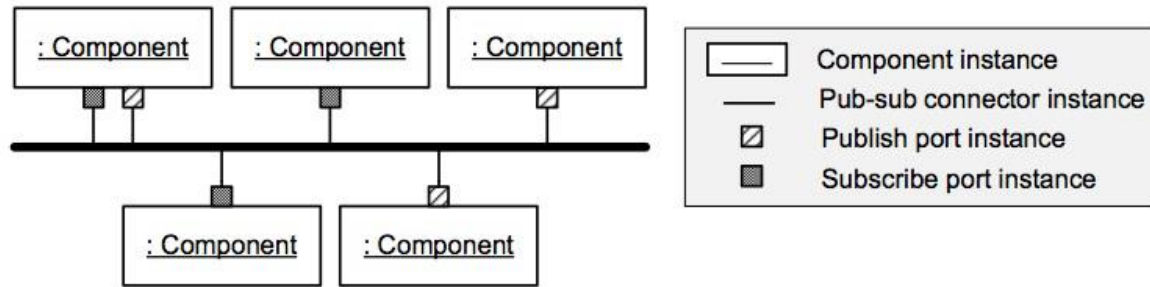 : Component
: Component
: Component
: Component
: Component
Component instance
Pub-sub connector instance
Publish port instance
Subscribe port instance